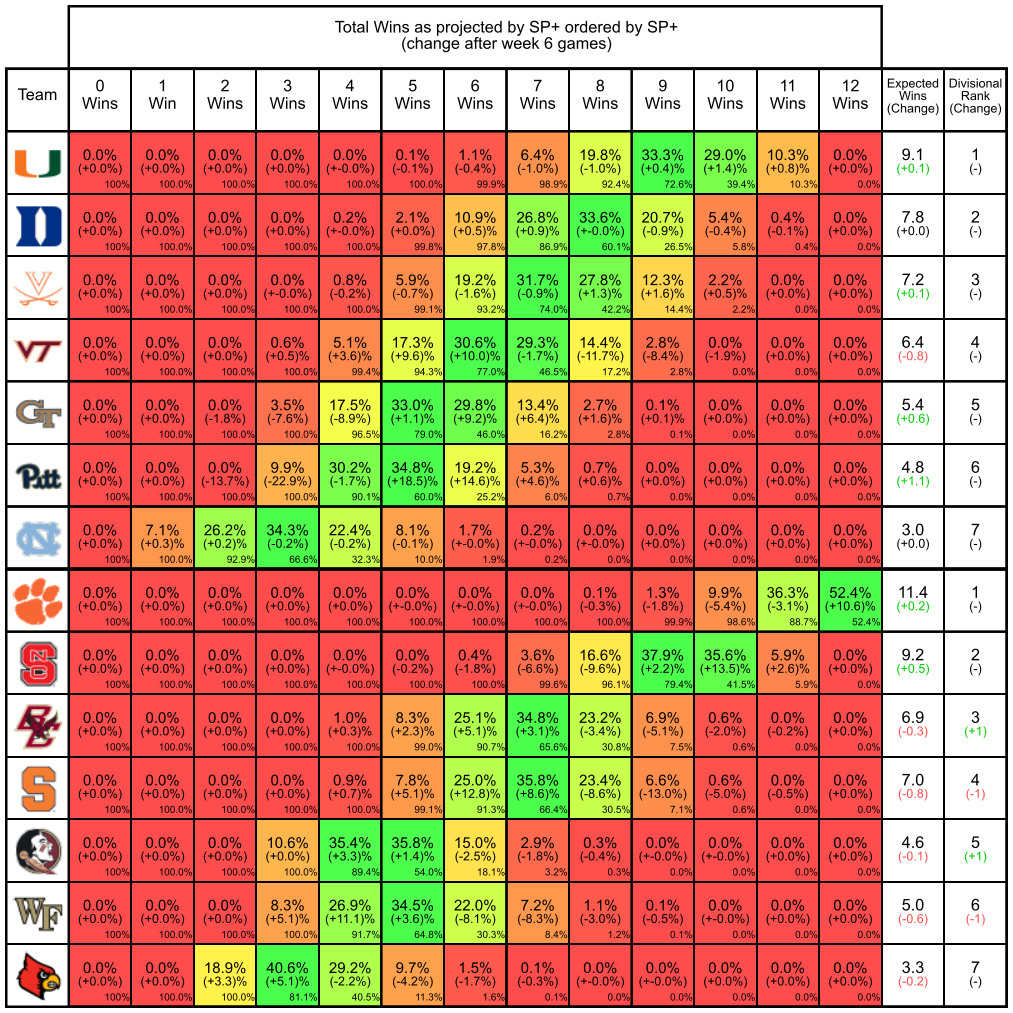 Total Wins as projected by SP+ ordered by SP+
(change after week 6 games)
Team 0 Wins 1 Win 2 Wins 3 Wins 4 Wins 5 Wins 6 Wins 7 Wins 8 Wins 9 Wins 10 Wins 11 Wins 12 Wins Expected Wins (Change) Divisional Rank (Change)
U 0.0% 0.0% 0.0% 0.0% 0.0% 0.1% 1.1% 6.4% 19.8% 33.3% 29.0% 10.3% 0.0% 9.1 1
(+0.0%) (+0.0%) (+0.0%) (+0.0%) (+0.0%) (-0.1%) (-0.4%) (-1.0%) (-1.0%) (+0.4)% (+1.4)% (+0.8)% (+0.0%) (+0.1) (-)
100% 100.0% 100.0% 100.0% 100.0% 100.0% 99.9% 98.9% 92.4% 72.6% 39.4% 10.3% 0.0%
D 0.0% 0.0% 0.0% 0.0% 0.2% 2.1% 10.9% 26.8% 33.6% 20.7% 5.4% 0.4% 0.0% 7.8 2
(+0.0%) (+0.0%) (+0.0%) (+0.0%) (+-0.0%) (+0.0%) (+0.5)% (+0.9)% (+-0.0%) (-0.9%) (-0.4%) (-0.1%) (+0.0%) (+0.0) (-)
100% 100.0% 100.0% 100.0% 100.0% 99.8% 97.8% 86.9% 60.1% 26.5% 5.8% 0.4% 0.0%
V 0.0% 0.0% 0.0% 0.0% 0.8% 5.9% 19.2% 31.7% 27.8% 12.3% 2.2% 0.0% 0.0% 7.2 3
(+0.0%) (+0.0%) (+0.0%) (+-0.0%) (-0.2%) (-0.7%) (-1.6%) (-0.9%) (+1.3)% (+1.6)% (+0.5)% (+0.0%) (+0.0%) (+0.1) (-)
100% 100.0% 100.0% 100.0% 100.0% 99.1% 93.2% 74.0% 42.2% 14.4% 2.2% 0.0% 0.0%
VT 0.0% 0.0% 0.0% 0.6% 5.1% 17.3% 30.6% 29.3% 14.4% 2.8% 0.0% 0.0% 0.0% 6.4 4
(+0.0%) (+0.0%) (+0.0%) (+0.5)% (+3.6)% (+9.6)% (+10.0)% (-1.7%) (-11.7%) (-8.4%) (-1.9%) (+0.0%) (+0.0%) (-0.8) (-)
100% 100.0% 100.0% 100.0% 99.4% 94.3% 77.0% 46.5% 17.2% 2.8% 0.0% 0.0% 0.0%
GT 0.0% 0.0% 0.0% 3.5% 17.5% 33.0% 29.8% 13.4% 2.7% 0.1% 0.0% 0.0% 0.0% 5.4 5
(+0.0%) (+0.0%) (-1.8%) (-7.6%) (-8.9%) (+1.1)% (+9.2)% (+6.4)% (+1.6)% (+0.1)% (+0.0%) (+0.0%) (+0.0%) (+0.6) (-)
100% 100.0% 100.0% 100.0% 96.5% 79.0% 46.0% 16.2% 2.8% 0.1% 0.0% 0.0% 0.0%
Pitt 0.0% 0.0% 0.0% 9.9% 30.2% 34.8% 19.2% 5.3% 0.7% 0.0% 0.0% 0.0% 0.0% 4.8 6
(+0.0%) (+0.0%) (-13.7%) (-22.9%) (-1.7%) (+18.5)% (+14.6)% (+4.6)% (+0.6)% (+0.0%) (+0.0%) (+0.0%) (+0.0%) (+1.1) (-)
100% 100.0% 100.0% 100.0% 90.1% 60.0% 25.2% 6.0% 0.7% 0.0% 0.0% 0.0% 0.0%
NC 0.0% 7.1% 26.2% 34.3% 22.4% 8.1% 1.7% 0.2% 0.0% 0.0% 0.0% 0.0% 0.0% 3.0 7
(+0.0%) (+0.3)% (+0.2)% (-0.2%) (-0.2%) (-0.1%) (+-0.0%) (+-0.0%) (+-0.0%) (+0.0%) (+0.0%) (+0.0%) (+0.0%) (+0.0) (-)
100% 100.0% 92.9% 66.6% 32.3% 10.0% 1.9% 0.2% 0.0% 0.0% 0.0% 0.0% 0.0%
0.0% 0.0% 0.0% 0.0% 0.0% 0.0% 0.0% 0.0% 0.1% 1.3% 9.9% 36.3% 52.4% 11.4 1
(+0.0%) (+0.0%) (+0.0%) (+0.0%) (+0.0%) (+-0.0%) (+-0.0%) (+-0.0%) (-0.3%) (-1.8%) (-5.4%) (-3.1%) (+10.6)% (+0.2) (-)
100% 100.0% 100.0% 100.0% 100.0% 100.0% 100.0% 100.0% 100.0% 99.9% 98.6% 88.7% 52.4%
NCS 0.0% 0.0% 0.0% 0.0% 0.0% 0.0% 0.4% 3.6% 16.6% 37.9% 35.6% 5.9% 0.0% 9.2 2
(+0.0%) (+0.0%) (+0.0%) (+0.0%) (+-0.0%) (-0.2%) (-1.8%) (-6.6%) (-9.6%) (+2.2)% (+13.5)% (+2.6)% (+0.0%) (+0.5) (-)
100% 100.0% 100.0% 100.0% 100.0% 100.0% 100.0% 99.6% 96.1% 79.4% 41.5% 5.9% 0.0%
BC 0.0% 0.0% 0.0% 0.0% 1.0% 8.3% 25.1% 34.8% 23.2% 6.9% 0.6% 0.0% 0.0% 6.9 3
(+0.0%) (+0.0%) (+0.0%) (+0.0%) (+0.3)% (+2.3)% (+5.1)% (+3.1)% (-3.4%) (-5.1%) (-2.0%) (-0.2%) (+0.0%) (-0.3) (+1)
100% 100.0% 100.0% 100.0% 100.0% 99.0% 90.7% 65.6% 30.8% 7.5% 0.6% 0.0% 0.0%
S 0.0% 0.0% 0.0% 0.0% 0.9% 7.8% 25.0% 35.8% 23.4% 6.6% 0.6% 0.0% 0.0% 7.0 4
(+0.0%) (+0.0%) (+0.0%) (+0.0%) (+0.7)% (+5.1)% (+12.8)% (+8.6)% (-8.6%) (-13.0%) (-5.0%) (-0.5%) (+0.0%) (-0.8) (-1)
100% 100.0% 100.0% 100.0% 100.0% 99.1% 91.3% 66.4% 30.5% 7.1% 0.6% 0.0% 0.0%
0.0% 0.0% 0.0% 10.6% 35.4% 35.8% 15.0% 2.9% 0.3% 0.0% 0.0% 0.0% 0.0% 4.6 5
(+0.0%) (+0.0%) (+0.0%) (+0.0%) (+3.3)% (+1.4)% (-2.5%) (-1.8%) (-0.4%) (+-0.0%) (+-0.0%) (+0.0%) (+0.0%) (-0.1) (+1)
100% 100.0% 100.0% 100.0% 89.4% 54.0% 18.1% 3.2% 0.3% 0.0% 0.0% 0.0% 0.0%
WF 0.0% 0.0% 0.0% 8.3% 26.9% 34.5% 22.0% 7.2% 1.1% 0.1% 0.0% 0.0% 0.0% 5.0 6
(+0.0%) (+0.0%) (+0.0%) (+5.1)% (+11.1)% (+3.6)% (-8.1%) (-8.3%) (-3.0%) (-0.5%) (+-0.0%) (+0.0%) (+0.0%) (-0.6) (-1)
100% 100.0% 100.0% 100.0% 91.7% 64.8% 30.3% 8.4% 1.2% 0.1% 0.0% 0.0% 0.0%
0.0% 0.0% 18.9% 40.6% 29.2% 9.7% 1.5% 0.1% 0.0% 0.0% 0.0% 0.0% 0.0% 3.3 7
(+0.0%) (+0.0%) (+3.3)% (+5.1)% (-2.2%) (-4.2%) (-1.7%) (-0.3%) (+-0.0%) (+0.0%) (+0.0%) (+0.0%) (+0.0%) (-0.2) (-)
100% 100.0% 100.0% 81.1% 40.5% 11.3% 1.6% 0.1% 0.0% 0.0% 0.0% 0.0% 0.0%